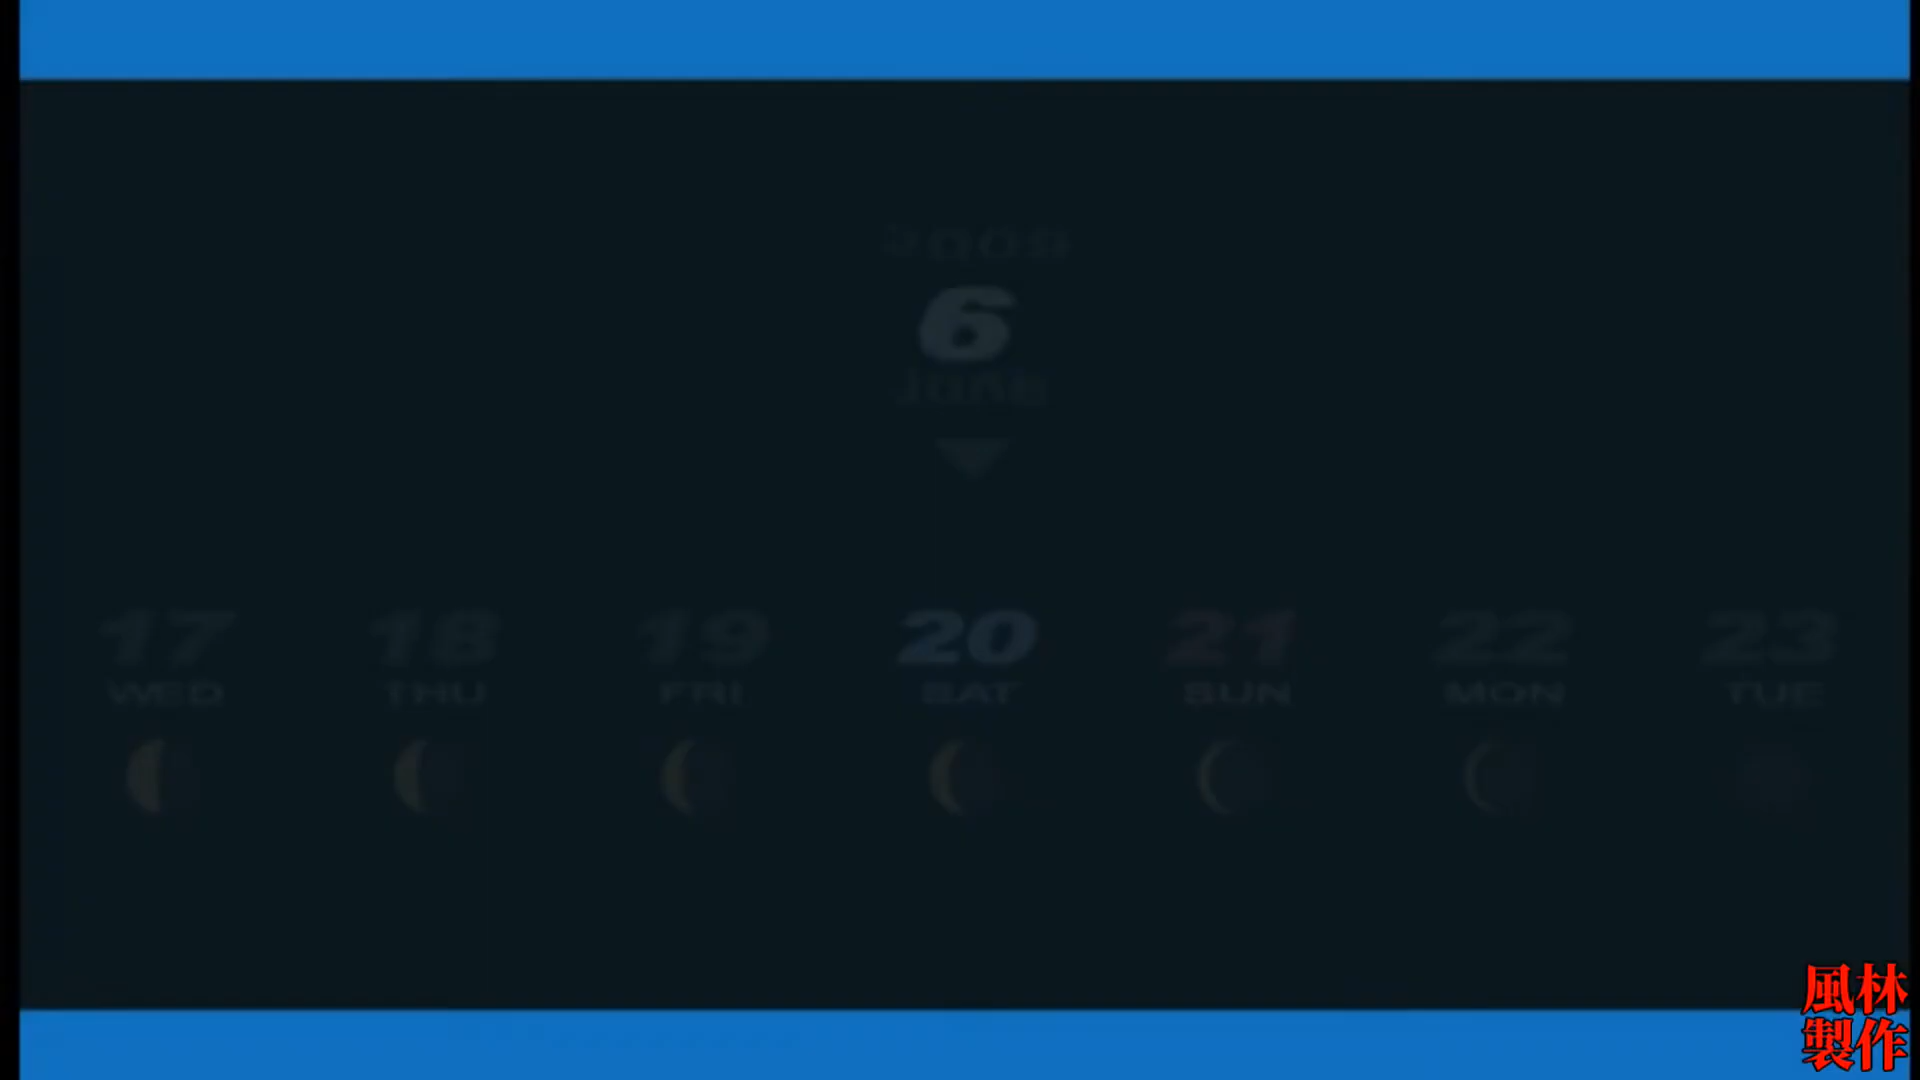 2009
6
June
17 18 19 20 21 22 23
WED THU FRI SAT SUN MON TUE
風林
製作